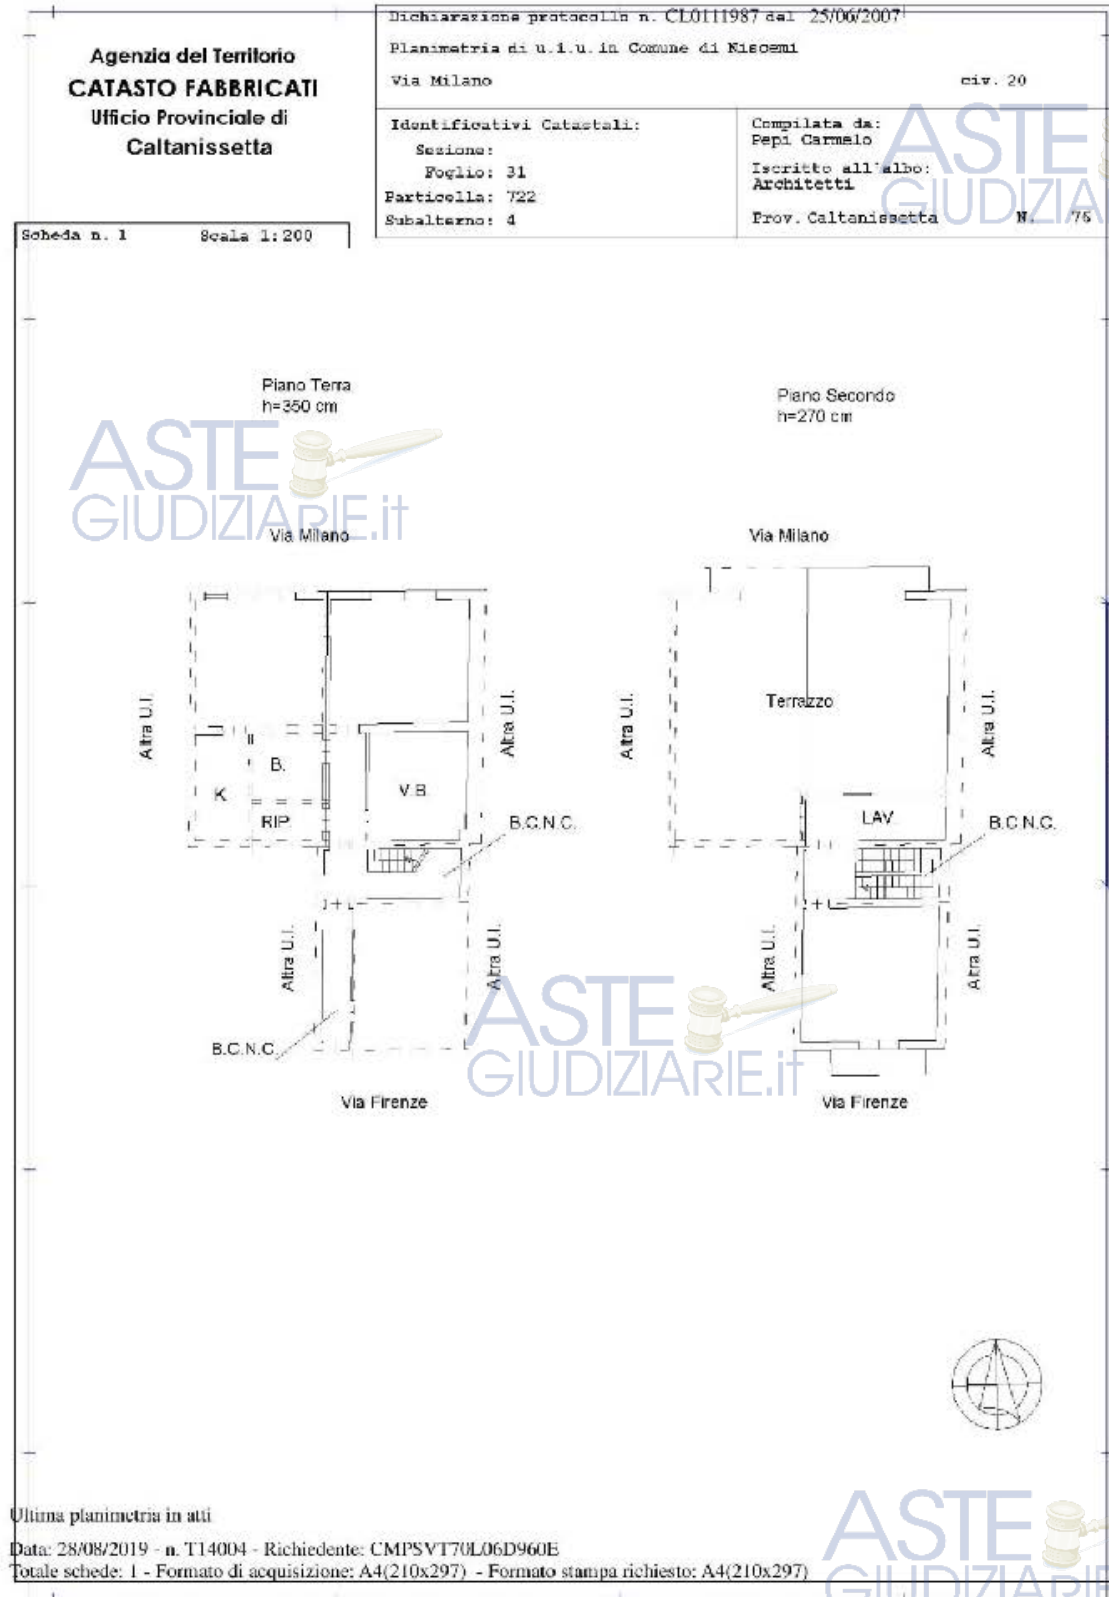 Agenzia del Territorio
CATASTO FABBRICATI
Ufficio Provinciale di
Caltanissetta
Dichiarazione protocollo n. CL0111987 del 25/06/2007
Planimetria di u.i.u. in Comune di Niscemi
Via Milano civ. 20
Identificativi Catastali:
Sezione:
Foglio: 31
Particella: 722
Subalterno: 4
Compilata da:
Pepi Carmelo
Iscritto all'albo:
Architetti
Prov. Caltanissetta N. 76
Scheda n. 1 Scala 1:200
ASTE
GIUDIZIA
Piano Terra
h=350 cm
Piano Secondo
h=270 cm
ASTE
GIUDIZIARIE.it
Via Milano
Via Milano
Altra U.I.
Altra U.I.
Altra U.I.
Altra U.I.
Terrazzo
B.
K
V.B.
RIP.
B.C.N.C.
LAV.
B.C.N.C.
Altra U.I.
Altra U.I.
Altra U.I.
Altra U.I.
B.C.N.C.
ASTE
GIUDIZIARIE.it
Via Firenze
Via Firenze
Ultima planimetria in atti
Data: 28/08/2019 - n. T14004 - Richiedente: CMPSVT70L06D960E
Totale schede: 1 - Formato di acquisizione: A4(210x297) - Formato stampa richiesto: A4(210x297)
ASTE
GIUDIZIARIE